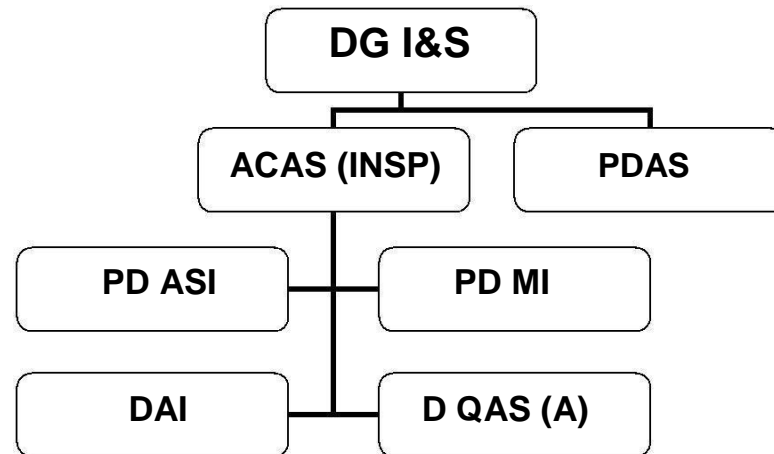 DG I&S
ACAS (INSP)
PDAS
PD ASI
PD MI
DAI
D QAS (A)